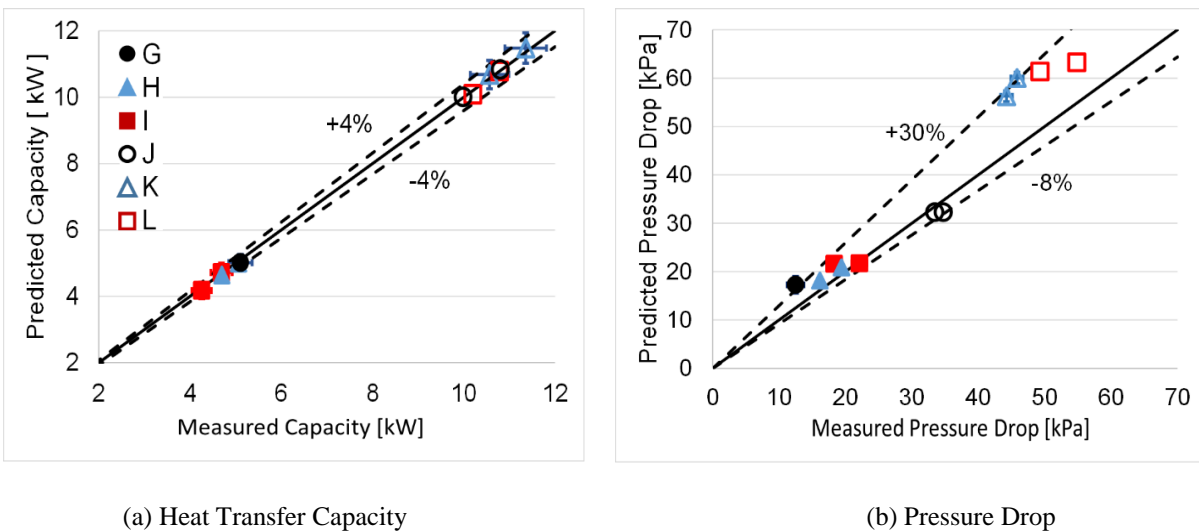 Predicted Capacity [ kW]
12
10
8
6
4
2
G
H
I
J
K
L
+4%
-4%
2
4
6
8
10
12
Measured Capacity [kW]
Predicted Pressure Drop [kPa]
70
60
50
40
30
20
10
0
+30%
-8%
0
10
20
30
40
50
60
70
Measured Pressure Drop [kPa]
(a) Heat Transfer Capacity
(b) Pressure Drop